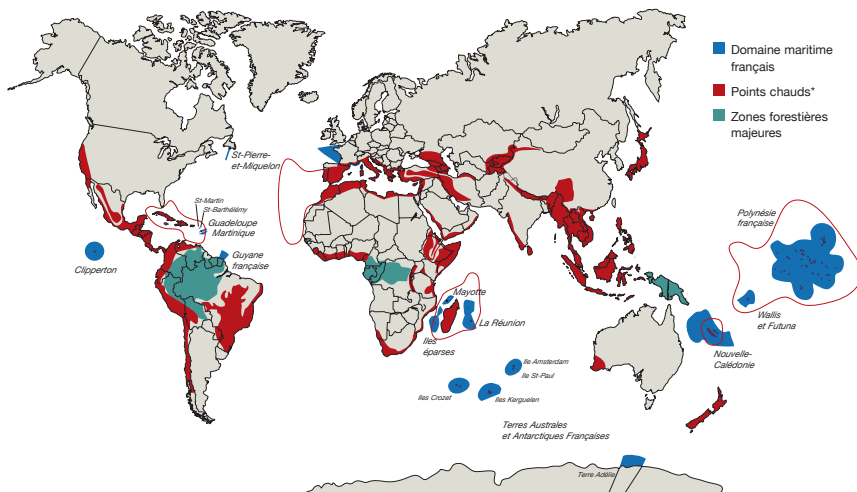 Domaine maritime
français
Points chauds*
Zones forestières
majeures
St-Pierre-
et-Miquelon
St-Martin
St-Barthélémy
Guadeloupe
Martinique
Clipperton
Guyane
française
Polynésie
française
Mayotte
La Réunion
Iles
éparses
Wallis
et Futuna
Nouvelle-
Calédonie
Ile Amsterdam
Ile St-Paul
Iles Crozet
Iles Kerguelen
Terres Australes
et Antarctiques Françaises
Terre Adélie